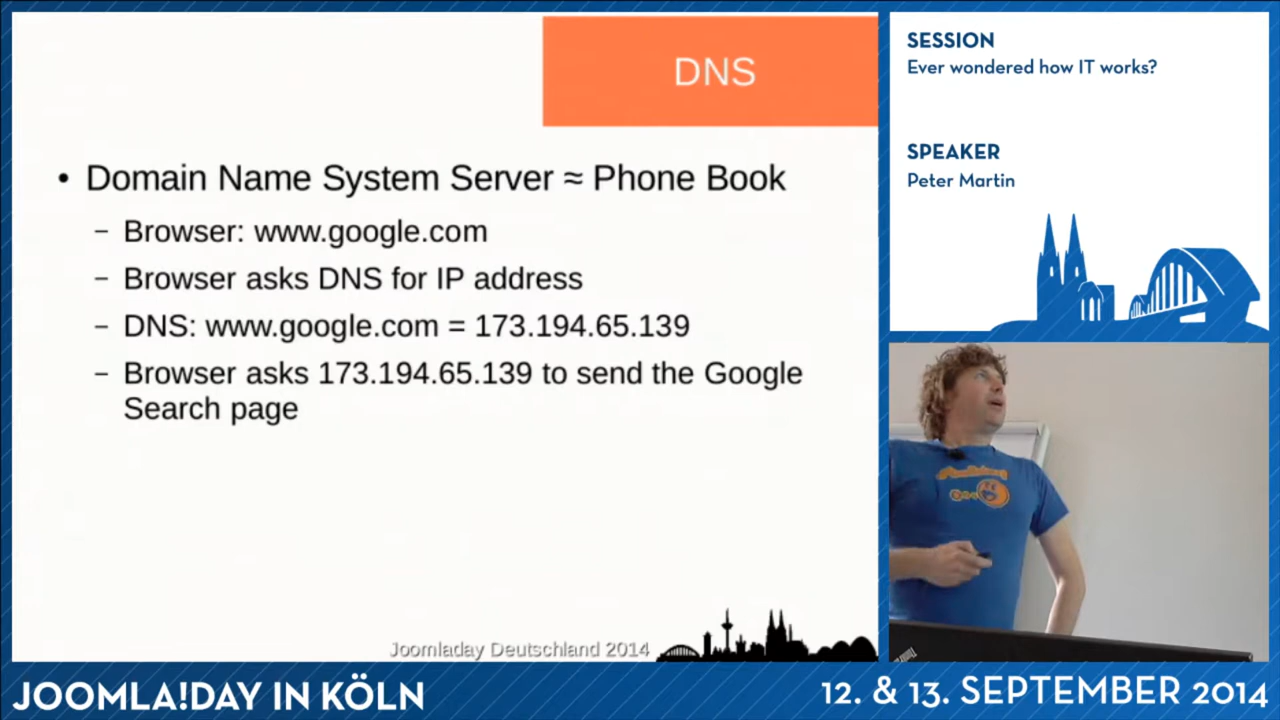 DNS
• Domain Name System Server ≈ Phone Book
– Browser: www.google.com
– Browser asks DNS for IP address
– DNS: www.google.com = 173.194.65.139
– Browser asks 173.194.65.139 to send the Google
Search page
Joomladay Deutschland 2014
SESSION
Ever wondered how IT works?
SPEAKER
Peter Martin
JOOMLA!DAY IN KÖLN
12. & 13. SEPTEMBER 2014